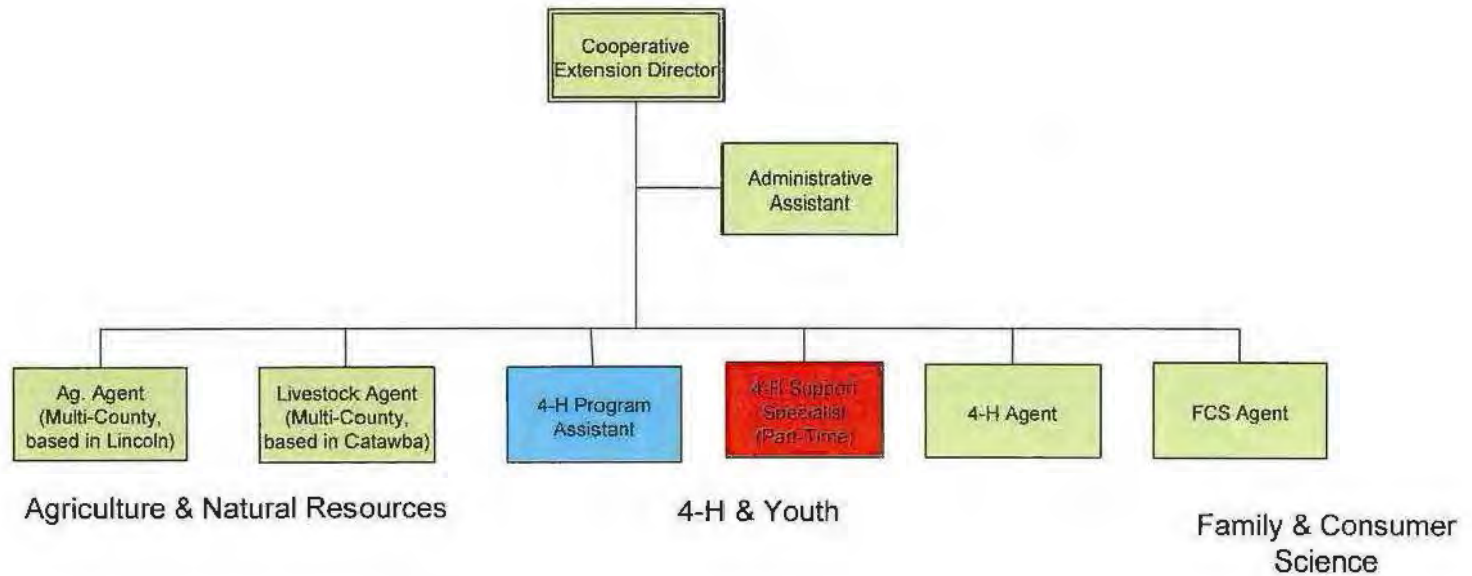 Cooperative
Extension Director
Administrative
Assistant
Ag. Agent
(Multi-County,
based in Lincoln)
Livestock Agent
(Multi-County,
based in Catawba)
4-H Program
Assistant
4-H Support
Specialist
(Part-Time)
4-H Agent
FCS Agent
Agriculture & Natural Resources
4-H & Youth
Family & Consumer
Science